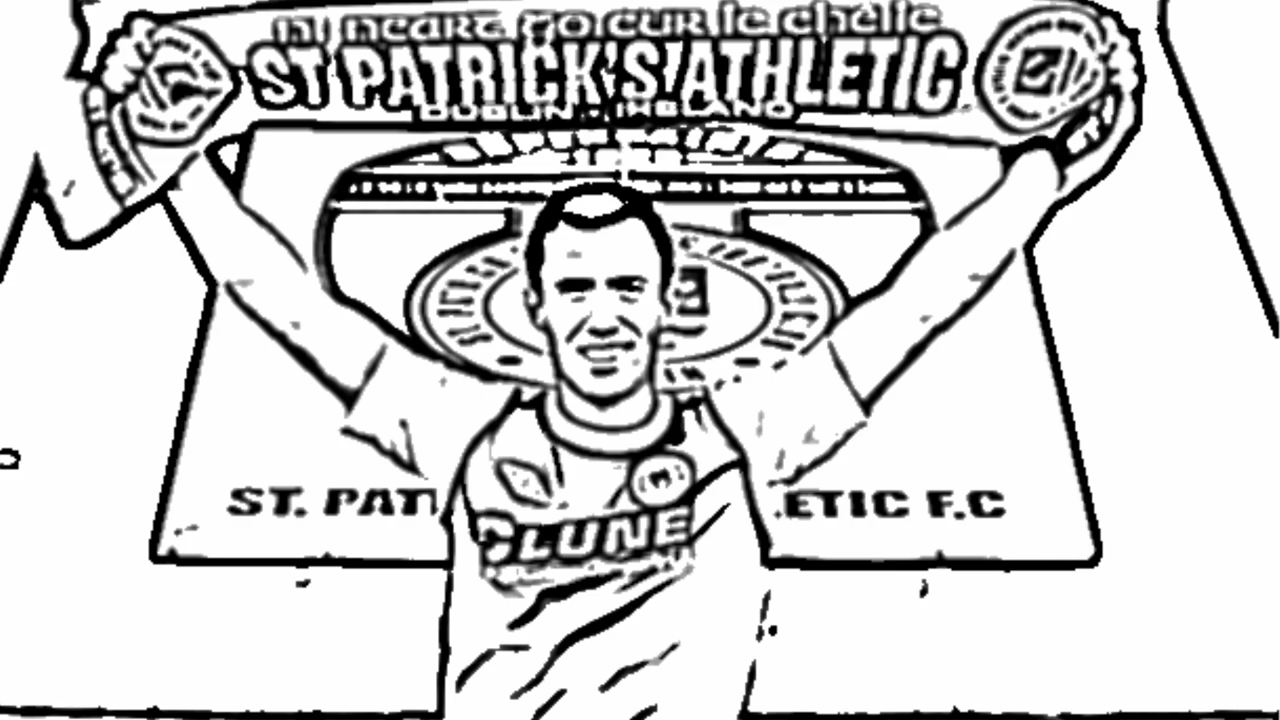 ní neart go cur le chéile
ST PATRICK'S ATHLETIC
DUBLIN · IRELAND
ST. PAT
ETIC F.C
CLUNE